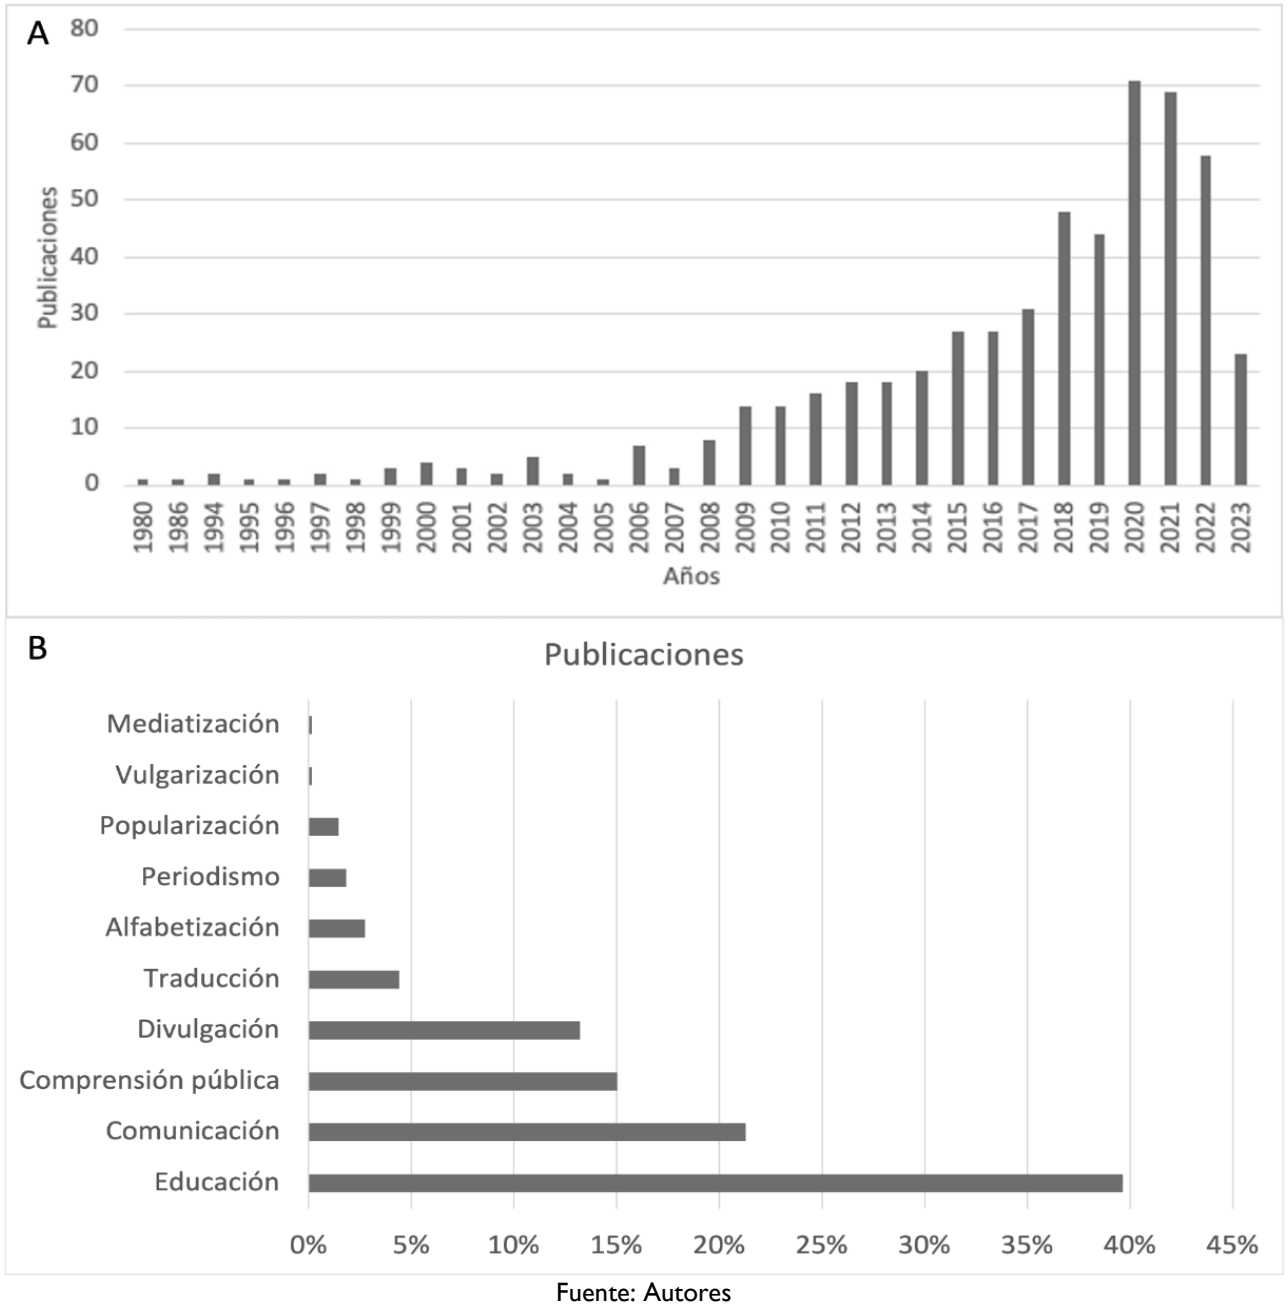 A
80
70
60
50
40
30
20
10
0
Publicaciones
1980 1986 1994 1995 1996 1997 1998 1999 2000 2001 2002 2003 2004 2005 2006 2007 2008 2009 2010 2011 2012 2013 2014 2015 2016 2017 2018 2019 2020 2021 2022 2023
Años
B
Publicaciones
Mediatización
Vulgarización
Popularización
Periodismo
Alfabetización
Traducción
Divulgación
Comprensión pública
Comunicación
Educación
0% 5% 10% 15% 20% 25% 30% 35% 40% 45%
Fuente: Autores